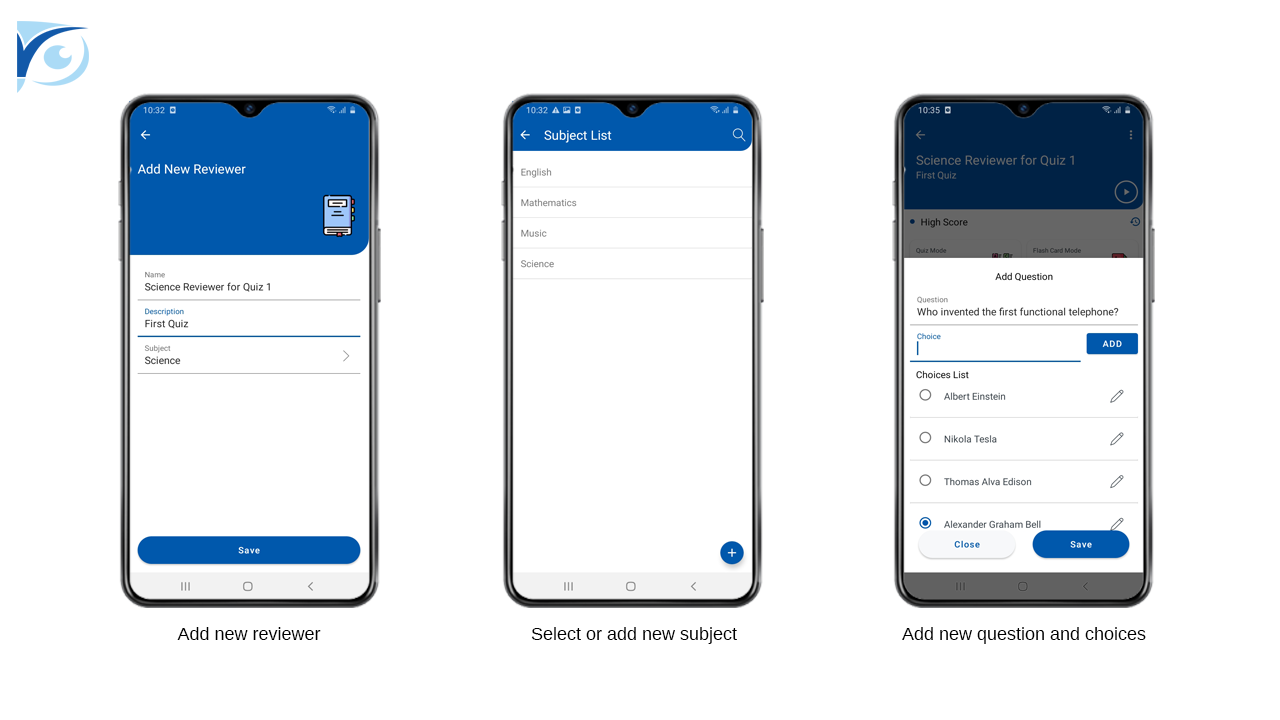 10:32
Add New Reviewer
Name
Science Reviewer for Quiz 1
Description
First Quiz
Subject
Science
Save
Add new reviewer
10:32
Subject List
English
Mathematics
Music
Science
Select or add new subject
10:35
Science Reviewer for Quiz 1
First Quiz
High Score
Quiz Mode
Flash Card Mode
Add Question
Question
Who invented the first functional telephone?
Choice
ADD
Choices List
Albert Einstein
Nikola Tesla
Thomas Alva Edison
Alexander Graham Bell
Close
Save
Add new question and choices